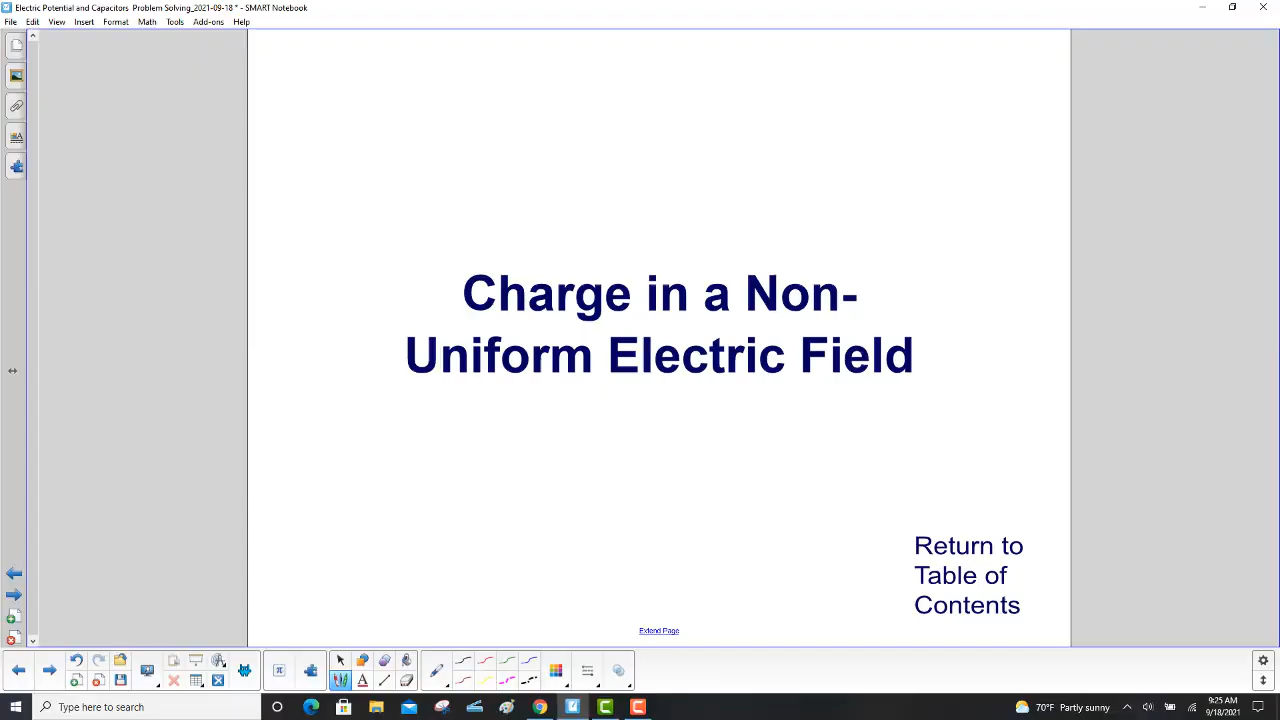 Electric Potential and Capacitors Problem Solving_2021-09-18 * - SMART Notebook
File Edit View Insert Format Math Tools Add-ons Help
Charge in a Non-
Uniform Electric Field
Return to
Table of
Contents
Extend Page
Type here to search
70°F Partly sunny
9:25 AM
9/18/2021